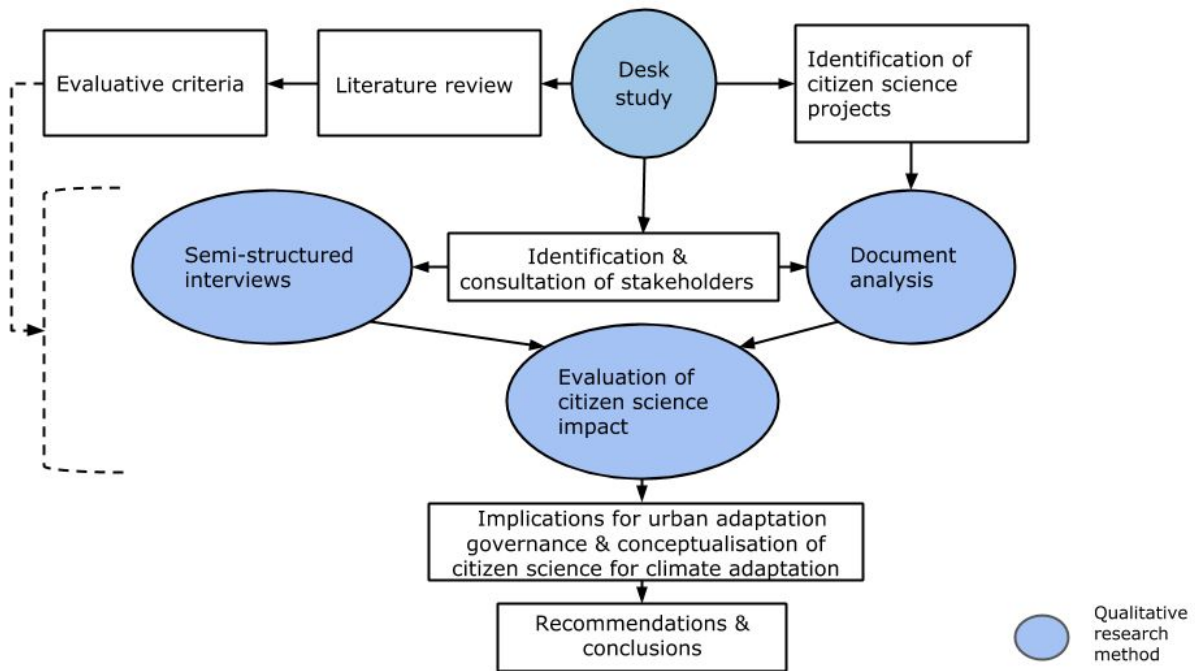 Evaluative criteria
Literature review
Desk
study
Identification of
citizen science
projects
Semi-structured
interviews
Identification &
consultation of stakeholders
Document
analysis
Evaluation of
citizen science
impact
Implications for urban adaptation
governance & conceptualisation of
citizen science for climate adaptation
Recommendations &
conclusions
Qualitative
research
method